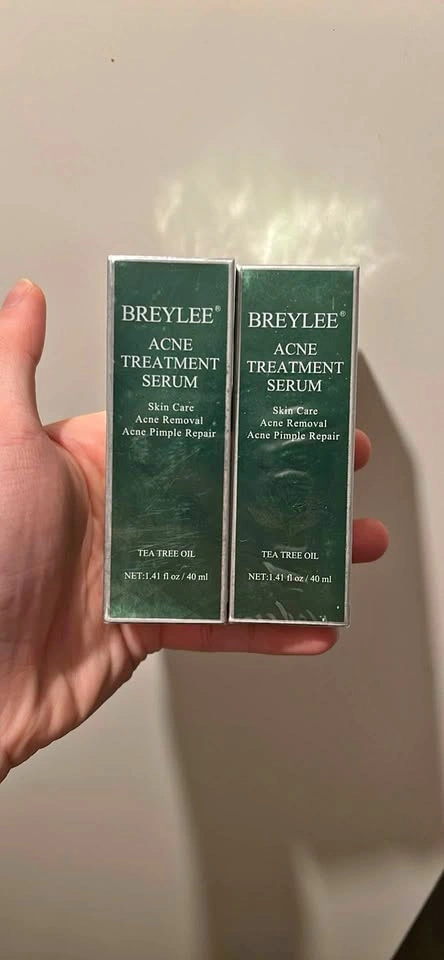 BREYLEE®
ACNE
TREATMENT
SERUM
Skin Care
Acne Removal
Acne Pimple Repair
TEA TREE OIL
NET:1.41 fl oz / 40 ml
BREYLEE®
ACNE
TREATMENT
SERUM
Skin Care
Acne Removal
Acne Pimple Repair
TEA TREE OIL
NET:1.41 fl oz / 40 ml